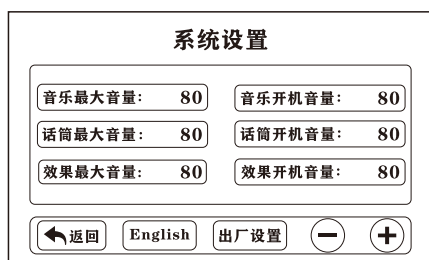 系统设置
音乐最大音量: 80 音乐开机音量: 80
话筒最大音量: 80 话筒开机音量: 80
效果最大音量: 80 效果开机音量: 80
返回 English 出厂设置 − +